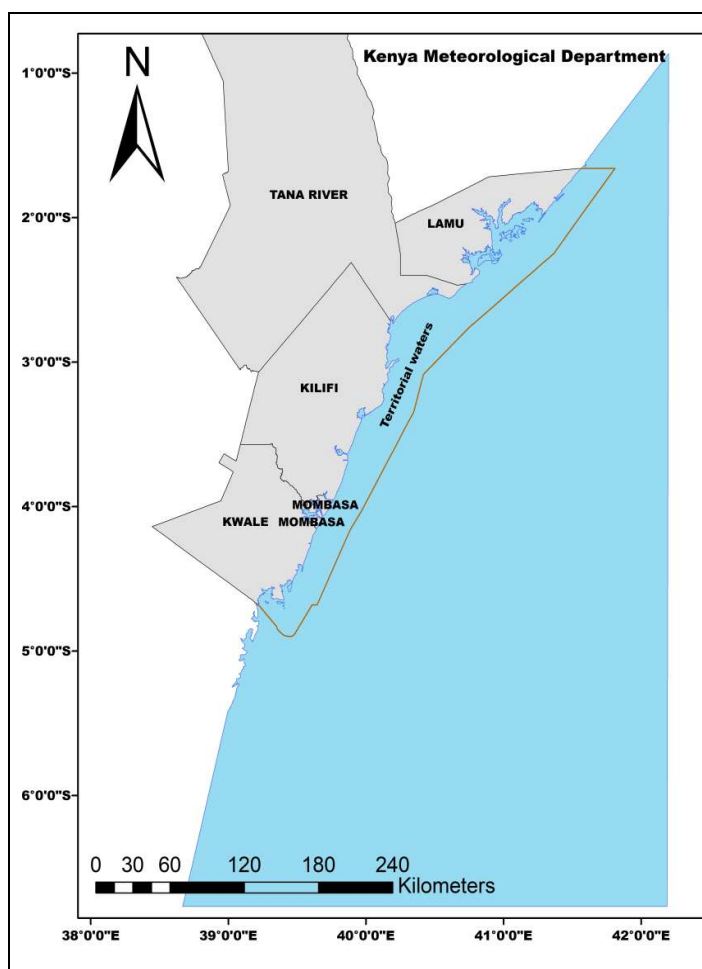 Kenya Meteorological Department
N
1°0'0"S
2°0'0"S
3°0'0"S
4°0'0"S
5°0'0"S
6°0'0"S
TANA RIVER
LAMU
Territorial waters
KILIFI
MOMBASA
KWALE MOMBASA
0 30 60 120 180 240
Kilometers
38°0'0"E 39°0'0"E 40°0'0"E 41°0'0"E 42°0'0"E